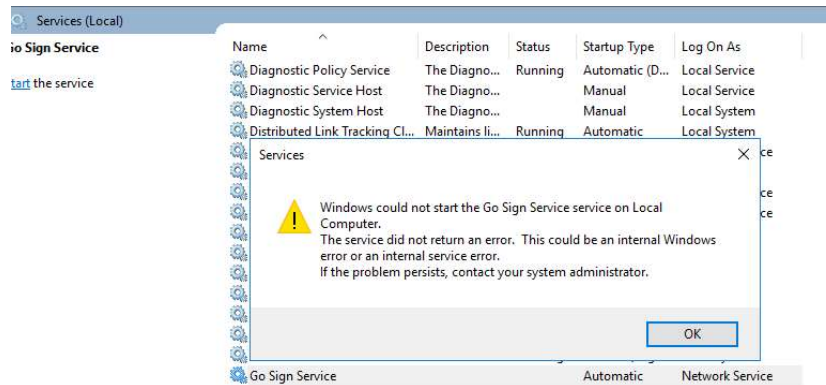 Services (Local)
Go Sign Service
Start the service
Name Description Status Startup Type Log On As
Diagnostic Policy Service The Diagno... Running Automatic (D... Local Service
Diagnostic Service Host The Diagno... Manual Local Service
Diagnostic System Host The Diagno... Manual Local System
Distributed Link Tracking Cl... Maintains li... Running Automatic Local System
Services
ce
ce
ce
Windows could not start the Go Sign Service service on Local
Computer.
The service did not return an error. This could be an internal Windows
error or an internal service error.
If the problem persists, contact your system administrator.
OK
Go Sign Service Automatic Network Service